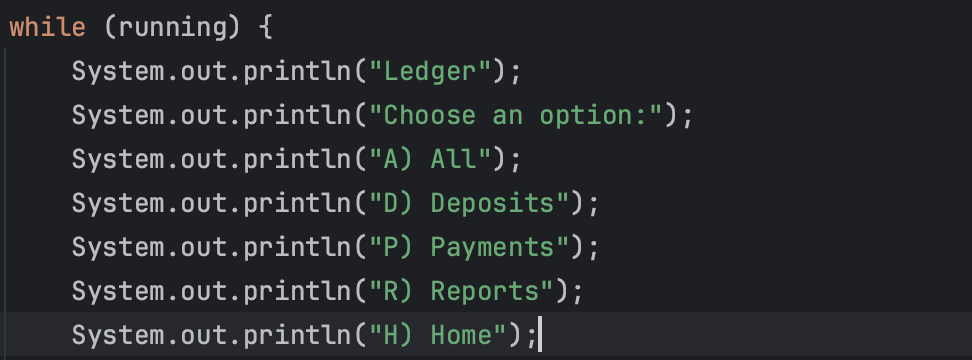 while (running) {
    System.out.println("Ledger");
    System.out.println("Choose an option:");
    System.out.println("A) All");
    System.out.println("D) Deposits");
    System.out.println("P) Payments");
    System.out.println("R) Reports");
    System.out.println("H) Home");